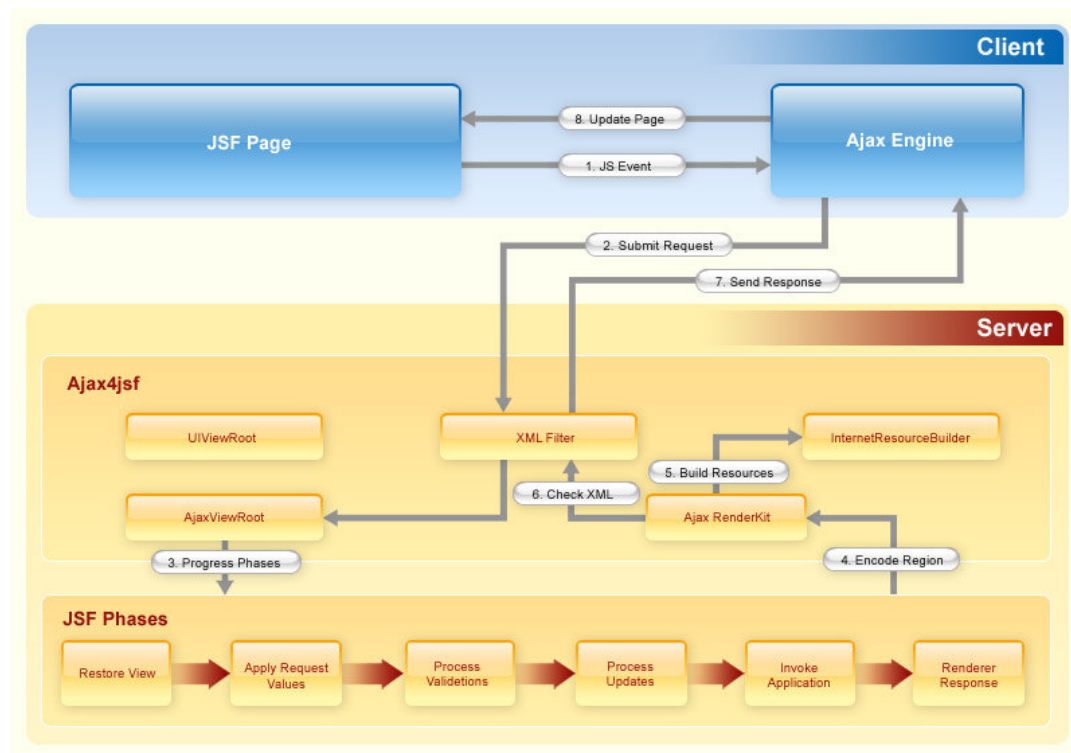 Client
JSF Page
8. Update Page
1. JS Event
Ajax Engine
2. Submit Request
7. Send Response
Server
Ajax4jsf
UIViewRoot
XML Filter
InternetResourceBuilder
5. Build Resources
6. Check XML
AjaxViewRoot
Ajax RenderKit
3. Progress Phases
4. Encode Region
JSF Phases
Restore View
Apply Request
Values
Process
Validetions
Process
Updates
Invoke
Application
Renderer
Response